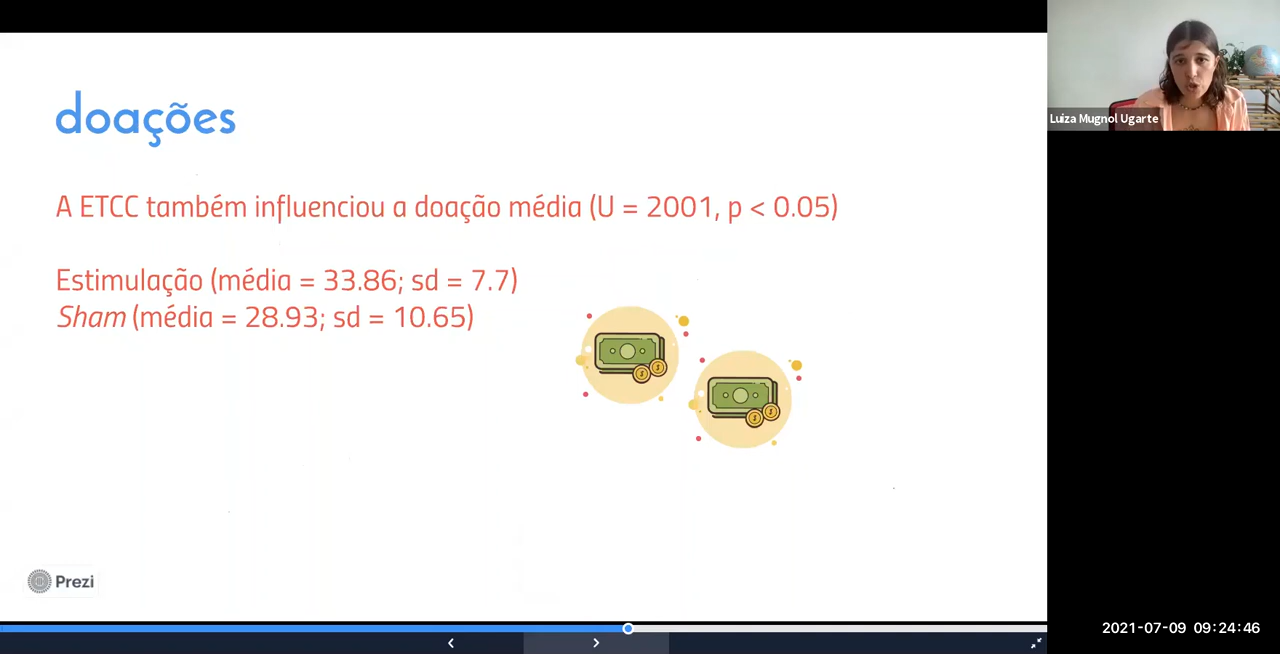 doações
A ETCC também influenciou a doação média (U = 2001, p < 0.05)
Estimulação (média = 33.86; sd = 7.7)
Sham (média = 28.93; sd = 10.65)
Prezi
Luiza Mugnol Ugarte
2021-07-09 09:24:46